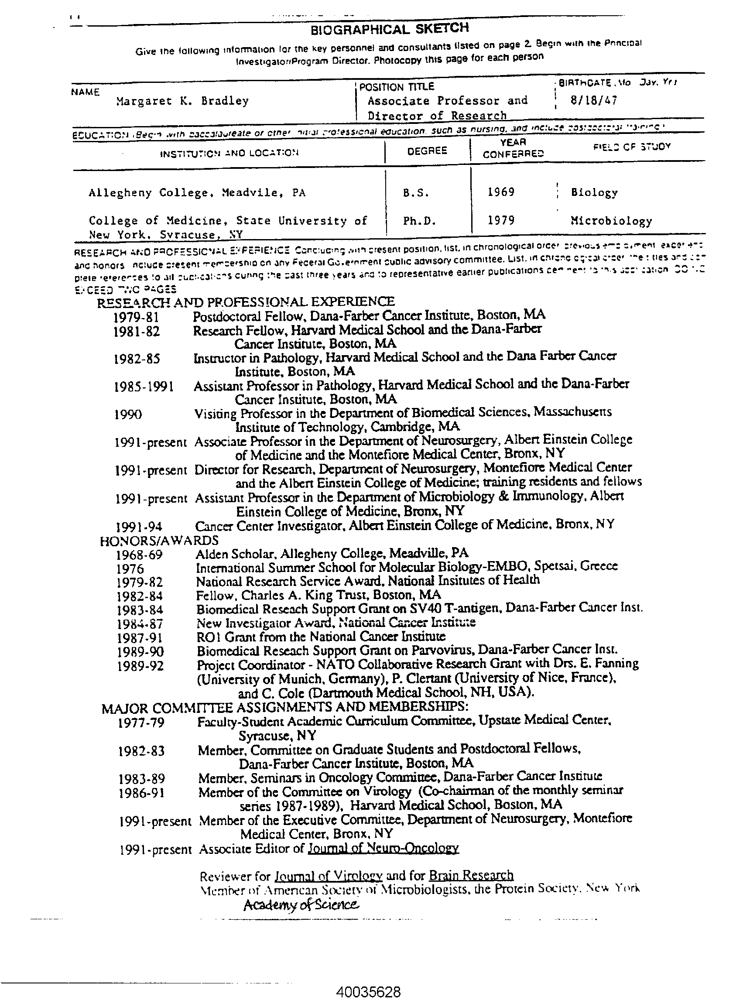 BIOGRAPHICAL SKETCH
Give the following information for the key personnel and consultants listed on page 2. Begin with the Principal
Investigator/Program Director. Photocopy this page for each person
NAME
Margaret K. Bradley
POSITION TITLE
Associate Professor and
Director of Research
BIRTHDATE (Mo. Day. Yr.)
8/18/47
EDUCATION (Begin with baccalaureate or other initial professional education, such as nursing, and include postdoctoral training.)
INSTITUTION AND LOCATION
DEGREE
YEAR
CONFERRED
FIELD OF STUDY
Allegheny College, Meadvile, PA
B.S.
1969
Biology
College of Medicine, State University of
New York, Syracuse, NY
Ph.D.
1979
Microbiology
RESEARCH AND PROFESSIONAL EXPERIENCE Concluding with present position, list, in chronological order previous employment, experience
and honors. Include present membership on any Federal Government public advisory committee. List, in chronological order the titles and com-
plete references to all publications during the past three years and to representative earlier publications pertinent to this application. DO NOT
EXCEED TWO PAGES
RESEARCH AND PROFESSIONAL EXPERIENCE
1979-81 Postdoctoral Fellow, Dana-Farber Cancer Institute, Boston, MA
1981-82 Research Fellow, Harvard Medical School and the Dana-Farber
Cancer Institute, Boston, MA
1982-85 Instructor in Pathology, Harvard Medical School and the Dana Farber Cancer
Institute, Boston, MA
1985-1991 Assistant Professor in Pathology, Harvard Medical School and the Dana-Farber
Cancer Institute, Boston, MA
1990 Visiting Professor in the Department of Biomedical Sciences, Massachusetts
Institute of Technology, Cambridge, MA
1991-present Associate Professor in the Department of Neurosurgery, Albert Einstein College
of Medicine and the Montefiore Medical Center, Bronx, NY
1991-present Director for Research, Department of Neurosurgery, Montefiore Medical Center
and the Albert Einstein College of Medicine; training residents and fellows
1991-present Assistant Professor in the Department of Microbiology & Immunology, Albert
Einstein College of Medicine, Bronx, NY
1991-94 Cancer Center Investigator, Albert Einstein College of Medicine, Bronx, NY
HONORS/AWARDS
1968-69 Alden Scholar, Allegheny College, Meadville, PA
1976 International Summer School for Molecular Biology-EMBO, Spetsai, Greece
1979-82 National Research Service Award, National Insitutes of Health
1982-84 Fellow, Charles A. King Trust, Boston, MA
1983-84 Biomedical Reseach Support Grant on SV40 T-antigen, Dana-Farber Cancer Inst.
1984-87 New Investigator Award, National Cancer Institute
1987-91 RO1 Grant from the National Cancer Institute
1989-90 Biomedical Reseach Support Grant on Parvovirus, Dana-Farber Cancer Inst.
1989-92 Project Coordinator - NATO Collaborative Research Grant with Drs. E. Fanning
(University of Munich, Germany), P. Clertant (University of Nice, France),
and C. Cole (Dartmouth Medical School, NH, USA).
MAJOR COMMITTEE ASSIGNMENTS AND MEMBERSHIPS:
1977-79 Faculty-Student Academic Curriculum Committee, Upstate Medical Center,
Syracuse, NY
1982-83 Member, Committee on Graduate Students and Postdoctoral Fellows,
Dana-Farber Cancer Institute, Boston, MA
1983-89 Member, Seminars in Oncology Committee, Dana-Farber Cancer Institute
1986-91 Member of the Committee on Virology (Co-chairman of the monthly seminar
series 1987-1989), Harvard Medical School, Boston, MA
1991-present Member of the Executive Committee, Department of Neurosurgery, Montefiore
Medical Center, Bronx, NY
1991-present Associate Editor of Journal of Neuro-Oncology
Reviewer for Journal of Virology and for Brain Research
Member of American Society of Microbiologists, the Protein Society, New York
Academy of Science
40035628